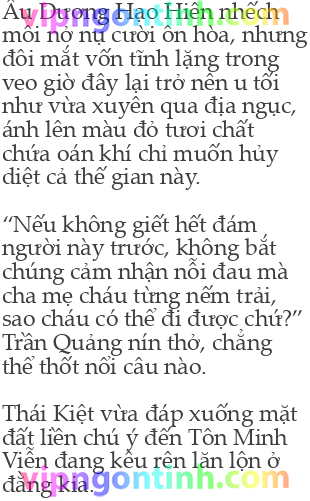 Âu Dương Hạo Hiên nhếch
môi nở nụ cười ôn hòa, nhưng
đôi mắt vốn tĩnh lặng trong
veo giờ đây lại trở nên u tối
như vừa xuyên qua địa ngục,
ánh lên màu đỏ tươi chất
chứa oán khí chỉ muốn hủy
diệt cả thế gian này.
“Nếu không giết hết đám
người này trước, không bắt
chúng cảm nhận nỗi đau mà
cha mẹ cháu từng nếm trải,
sao cháu có thể đi được chứ?”
Trần Quảng nín thở, chẳng
thể thốt nổi câu nào.
Thái Kiệt vừa đáp xuống mặt
đất liền chú ý đến Tôn Minh
Viễn đang kêu rên lăn lộn ở
đằng kia.
vipngontinh.com
vipngontinh.com